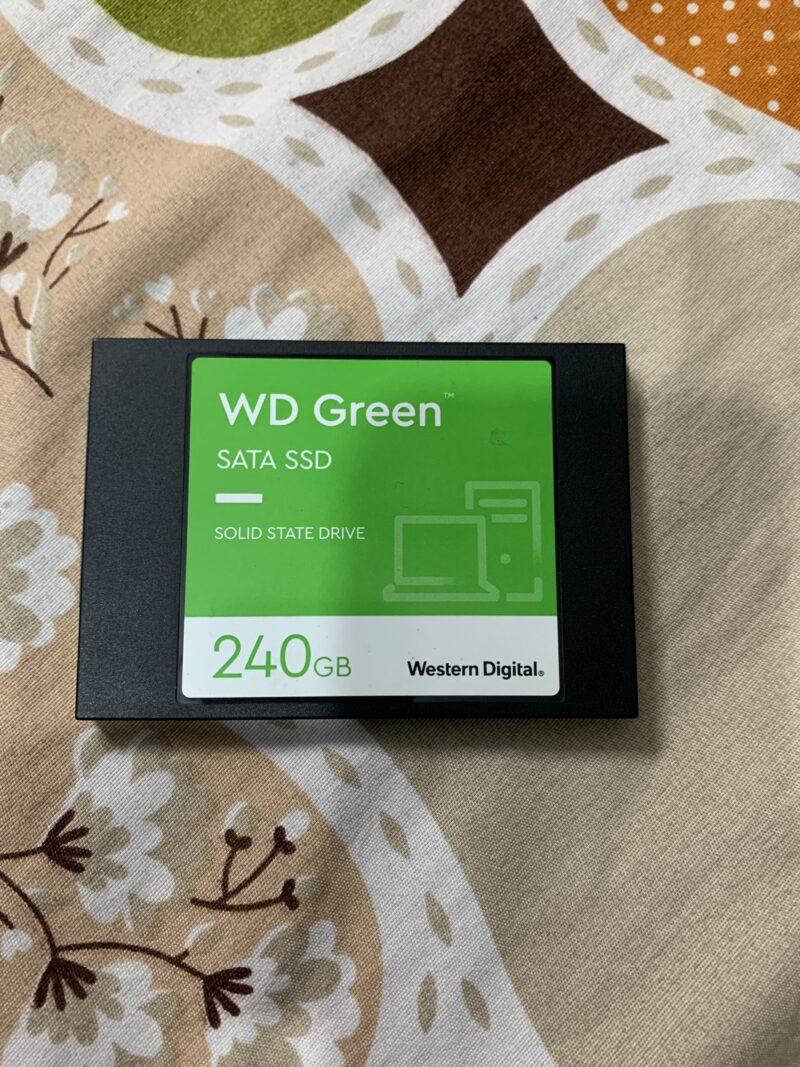 WD Green™
SATA SSD
SOLID STATE DRIVE
240GB
Western Digital®